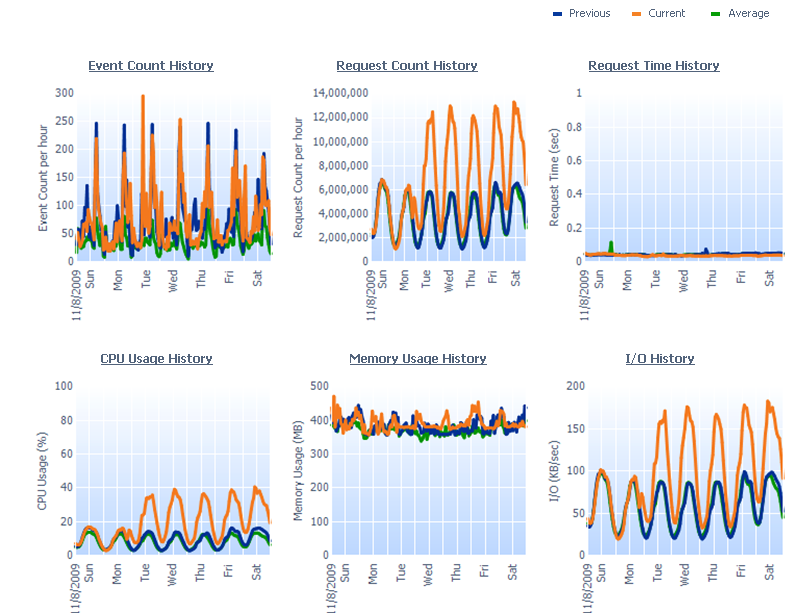 Previous Current Average
Event Count History
Event Count per hour
300
250
200
150
100
50
0
11/8/2009 Sun Mon Tue Wed Thu Fri Sat
Request Count History
Request Count per hour
14,000,000
12,000,000
10,000,000
8,000,000
6,000,000
4,000,000
2,000,000
0
11/8/2009 Sun Mon Tue Wed Thu Fri Sat
Request Time History
Request Time (sec)
1
0.8
0.6
0.4
0.2
0
11/8/2009 Sun Mon Tue Wed Thu Fri Sat
CPU Usage History
CPU Usage (%)
100
80
60
40
20
0
11/8/2009 Sun Mon Tue Wed Thu Fri Sat
Memory Usage History
Memory Usage (MB)
500
400
300
200
100
0
11/8/2009 Sun Mon Tue Wed Thu Fri Sat
I/O History
I/O (KB/sec)
200
150
100
50
0
11/8/2009 Sun Mon Tue Wed Thu Fri Sat